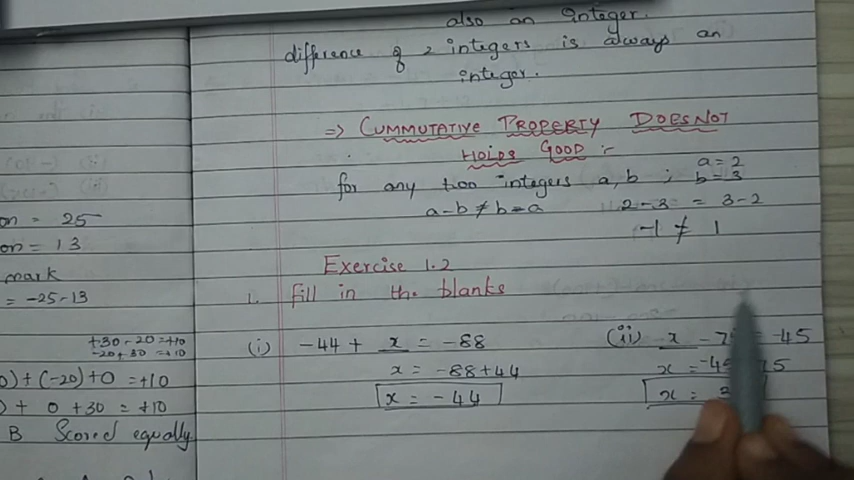 also an integer.
difference of 2 integers is always an
integer.
=> CUMMUTATIVE PROPERTY DOES NOT
HOLDS GOOD :-
for any two integers a, b ; a = 2
b = 3
a-b ≠ b-a 2-3 = 3-2
-1 ≠ 1
Exercise 1.2
1. Fill in the blanks
(i) -44 + x = -88
x = -88+44
x = -44
(ii) x - = -45
x =
x =
on = 25
on = 13
mark
= -25-13
+30-20=+10
-20+30=+10
0) + (-20) + 0 = +10
) + 0 + 30 = +10
B Scored equally